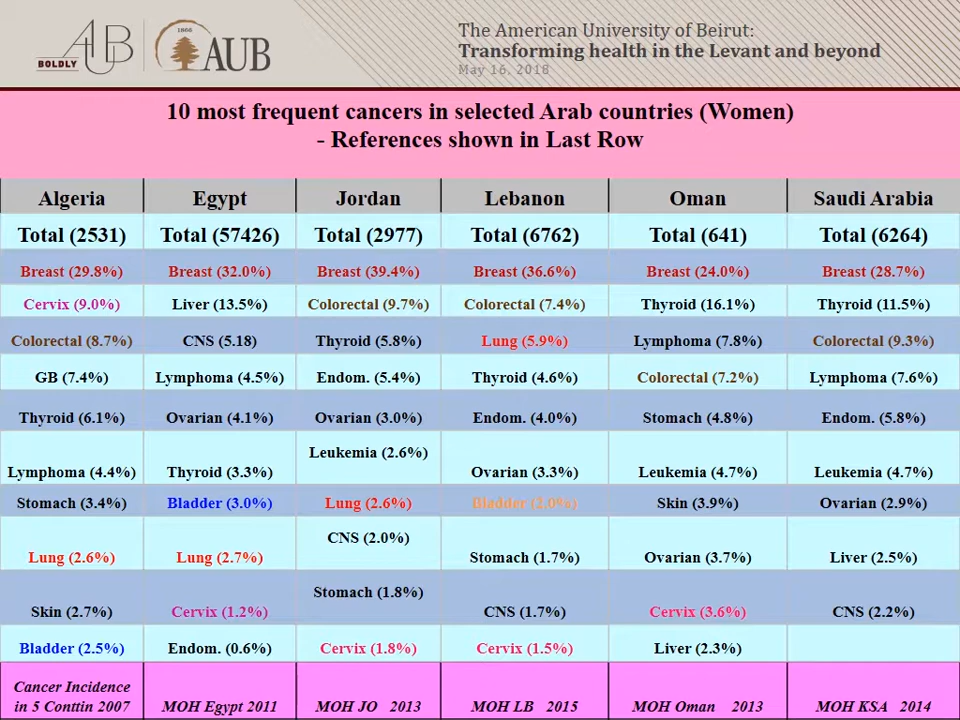 AUB
BOLDLY
1866
AUB
The American University of Beirut:
Transforming health in the Levant and beyond
May 16, 2018
10 most frequent cancers in selected Arab countries (Women)
- References shown in Last Row
Algeria Egypt Jordan Lebanon Oman Saudi Arabia
Total (2531) Total (57426) Total (2977) Total (6762) Total (641) Total (6264)
Breast (29.8%) Breast (32.0%) Breast (39.4%) Breast (36.6%) Breast (24.0%) Breast (28.7%)
Cervix (9.0%) Liver (13.5%) Colorectal (9.7%) Colorectal (7.4%) Thyroid (16.1%) Thyroid (11.5%)
Colorectal (8.7%) CNS (5.18) Thyroid (5.8%) Lung (5.9%) Lymphoma (7.8%) Colorectal (9.3%)
GB (7.4%) Lymphoma (4.5%) Endom. (5.4%) Thyroid (4.6%) Colorectal (7.2%) Lymphoma (7.6%)
Thyroid (6.1%) Ovarian (4.1%) Ovarian (3.0%) Endom. (4.0%) Stomach (4.8%) Endom. (5.8%)
Lymphoma (4.4%) Thyroid (3.3%) Leukemia (2.6%) Ovarian (3.3%) Leukemia (4.7%) Leukemia (4.7%)
Stomach (3.4%) Bladder (3.0%) Lung (2.6%) Bladder (2.0%) Skin (3.9%) Ovarian (2.9%)
Lung (2.6%) Lung (2.7%) CNS (2.0%) Stomach (1.7%) Ovarian (3.7%) Liver (2.5%)
Skin (2.7%) Cervix (1.2%) Stomach (1.8%) CNS (1.7%) Cervix (3.6%) CNS (2.2%)
Bladder (2.5%) Endom. (0.6%) Cervix (1.8%) Cervix (1.5%) Liver (2.3%)
Cancer Incidence
in 5 Conttin 2007 MOH Egypt 2011 MOH JO 2013 MOH LB 2015 MOH Oman 2013 MOH KSA 2014